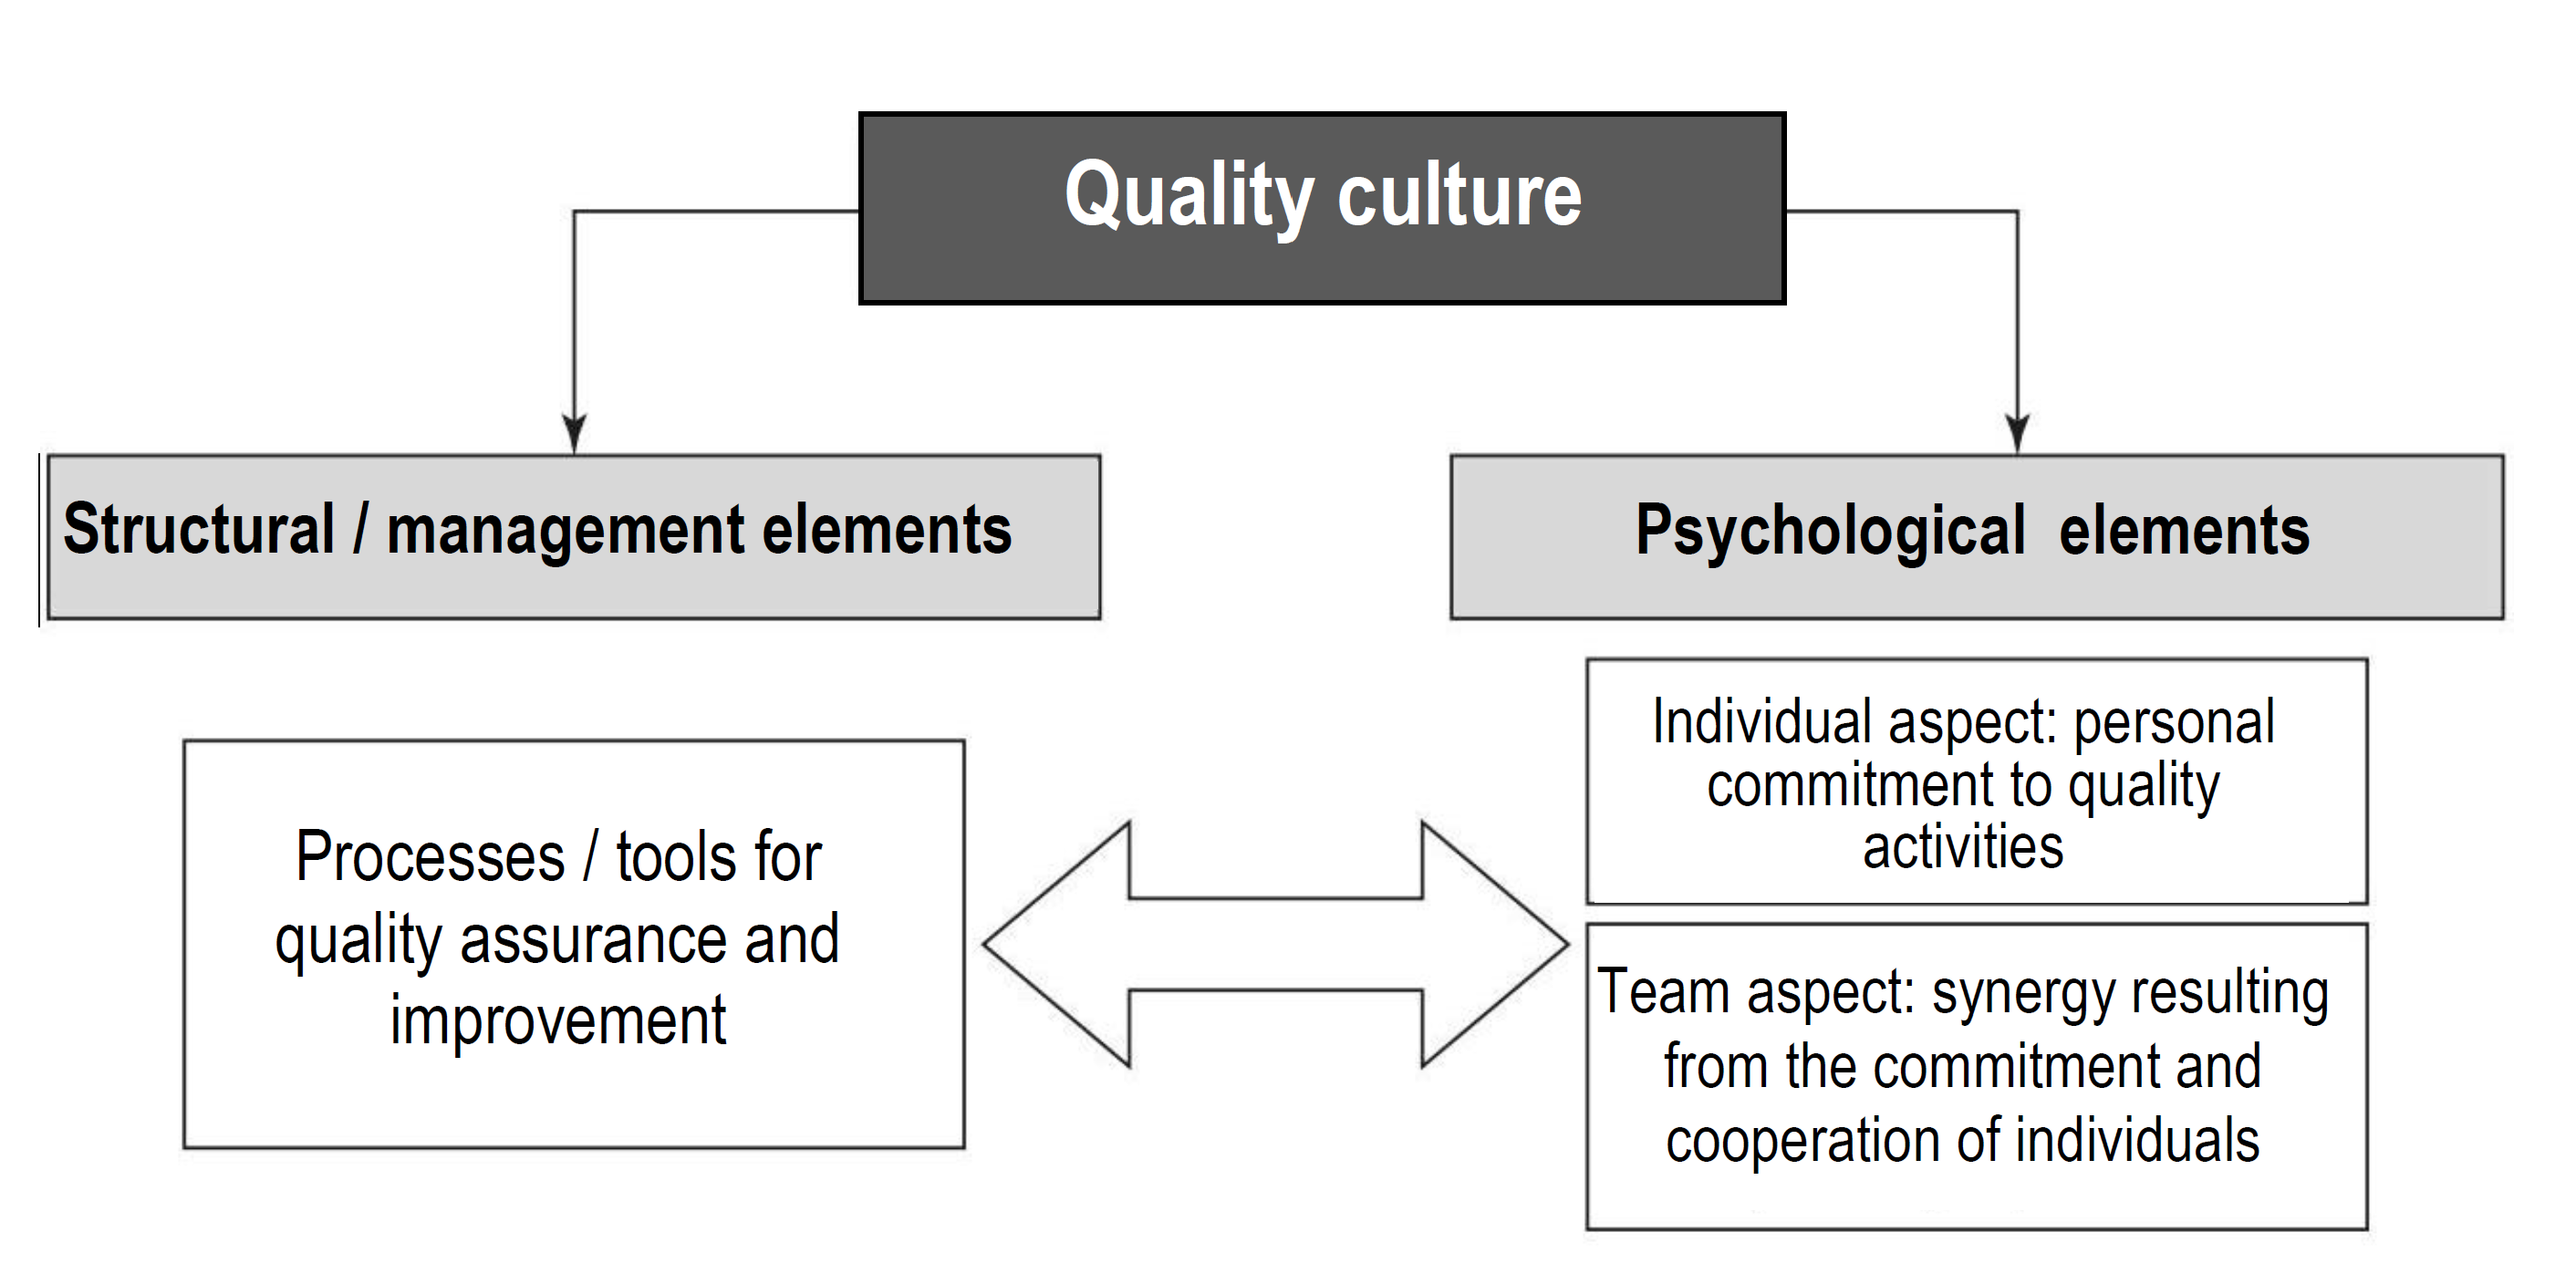 Quality culture
Structural / management elements
Psychological elements
Processes / tools for
quality assurance and
improvement
Individual aspect: personal
commitment to quality
activities
Team aspect: synergy resulting
from the commitment and
cooperation of individuals